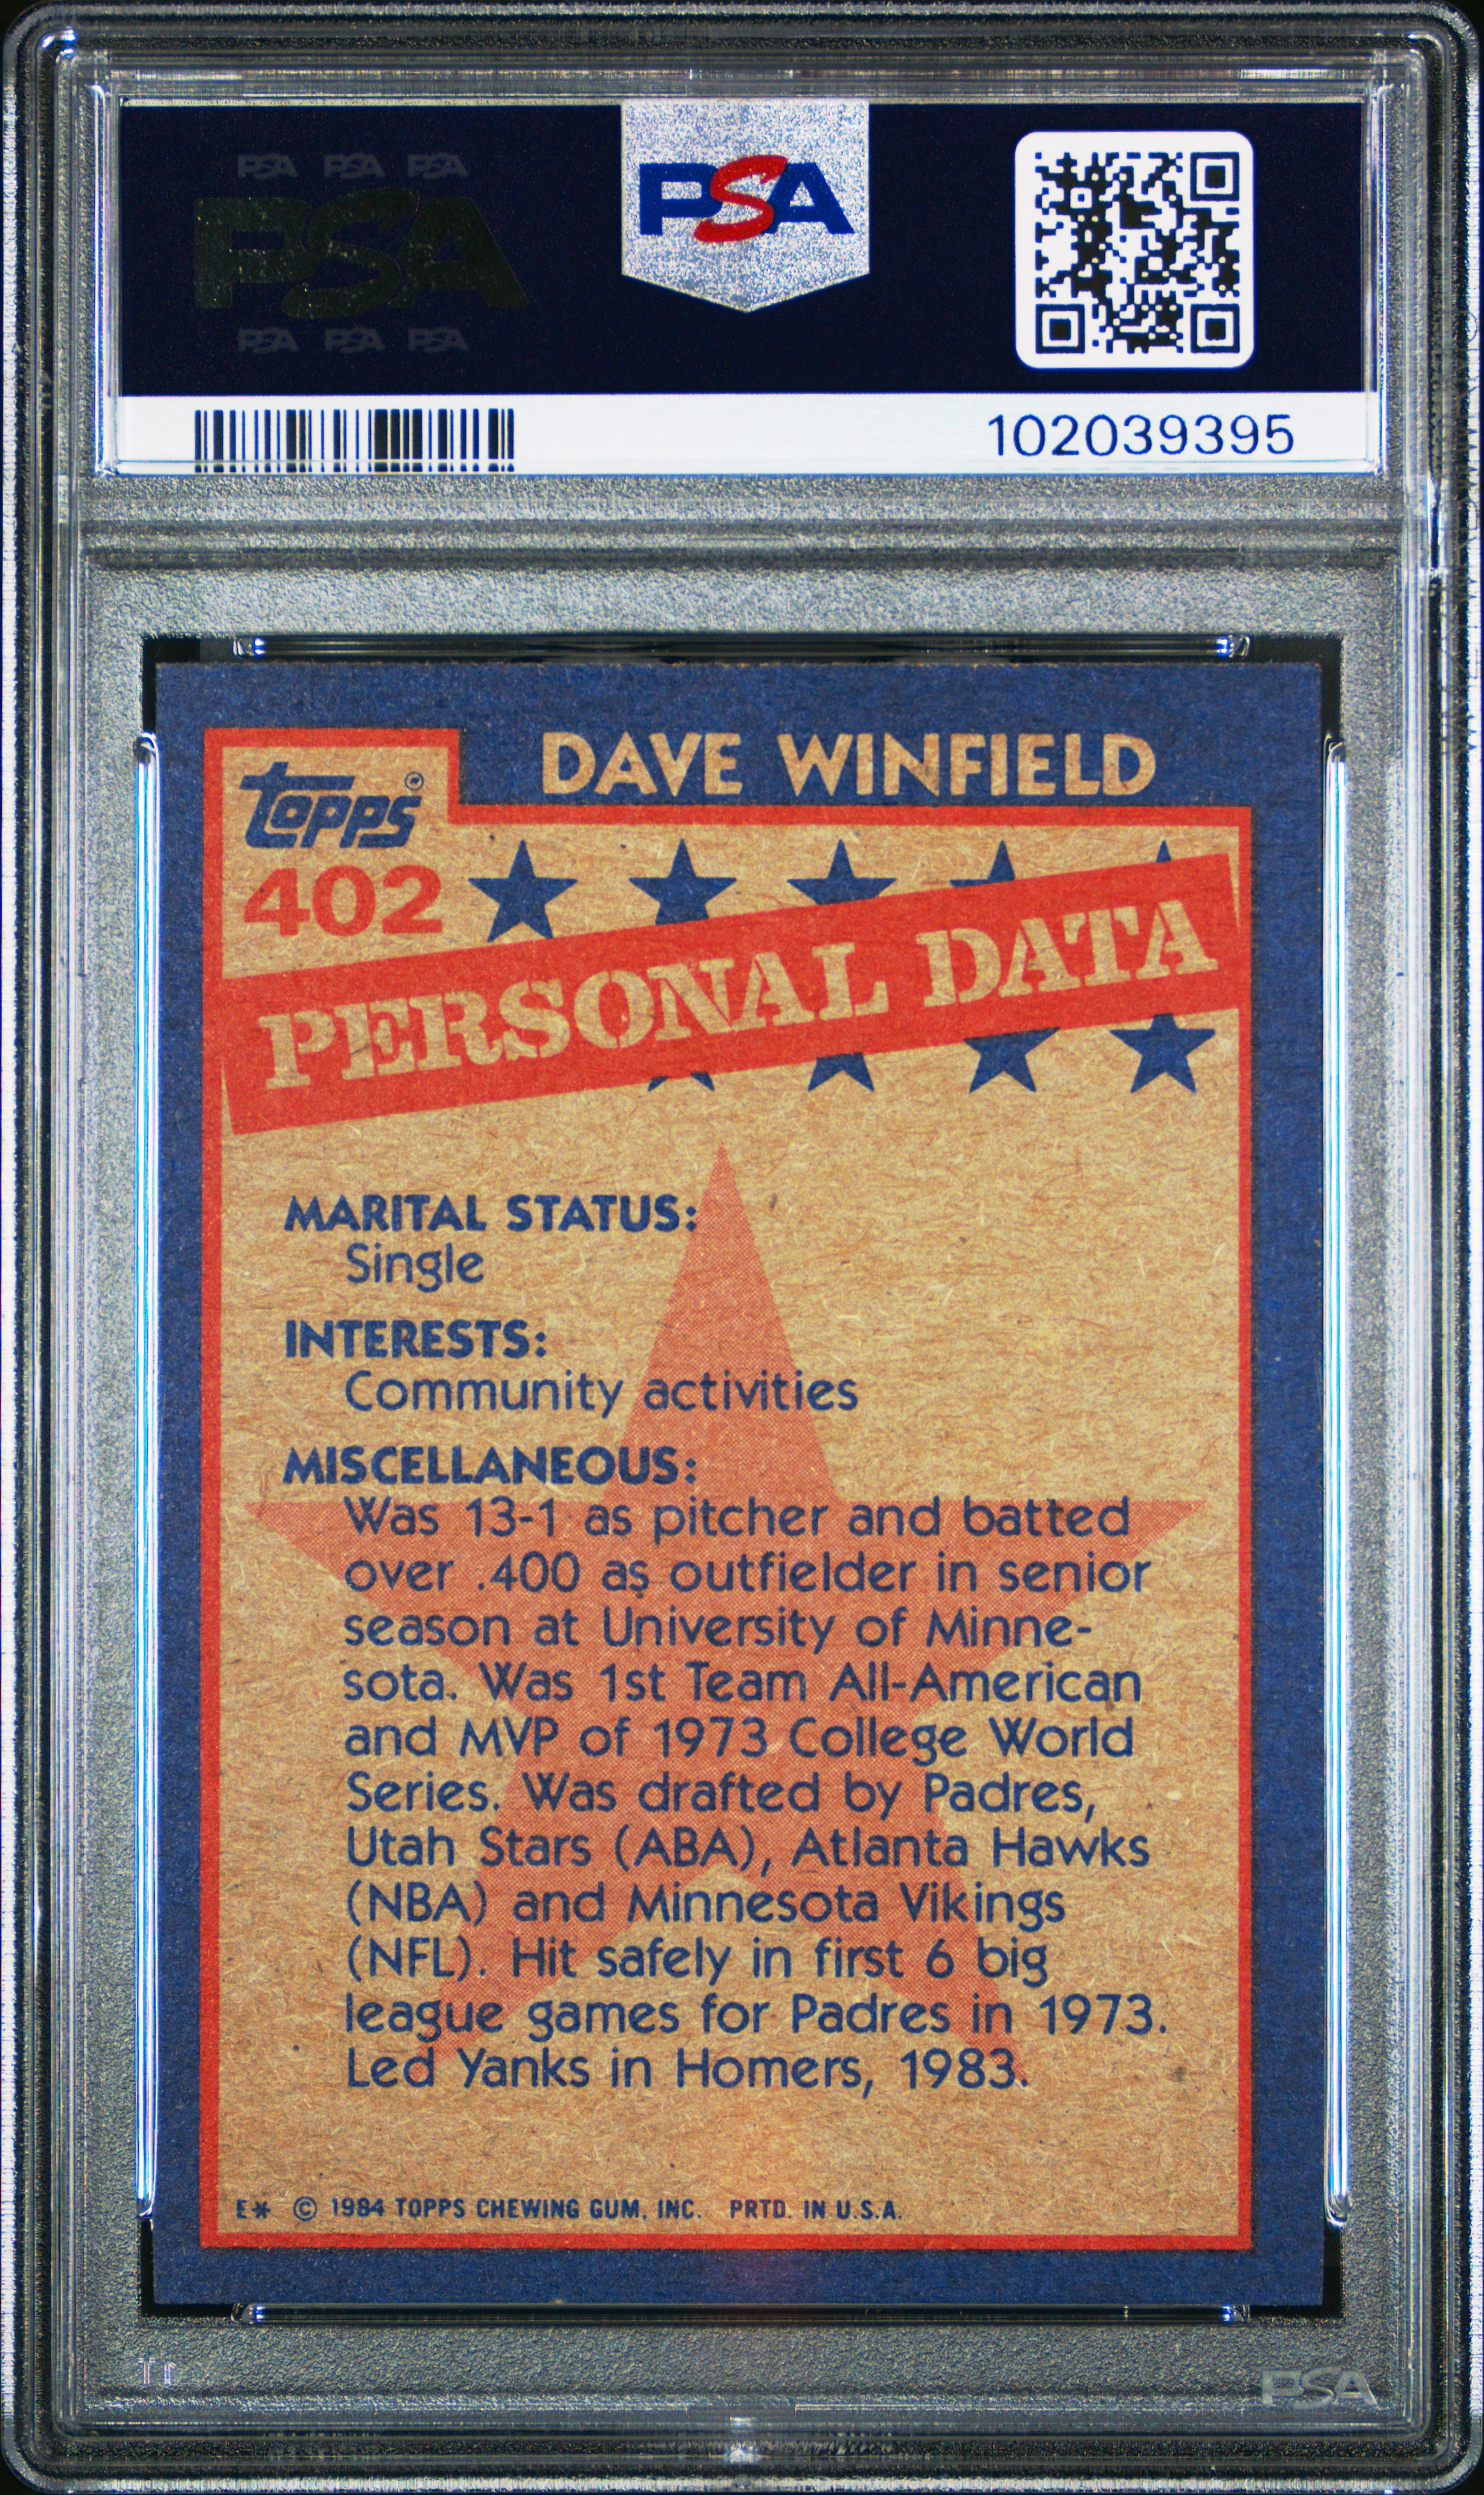 PSA PSA PSA
PSA
PSA PSA PSA
PSA
102039395
DAVE WINFIELD
Topps®
402
PERSONAL DATA
MARITAL STATUS:
Single
INTERESTS:
Community activities
MISCELLANEOUS:
Was 13-1 as pitcher and batted
over .400 as outfielder in senior
season at University of Minne-
sota. Was 1st Team All-American
and MVP of 1973 College World
Series. Was drafted by Padres,
Utah Stars (ABA), Atlanta Hawks
(NBA) and Minnesota Vikings
(NFL). Hit safely in first 6 big
league games for Padres in 1973.
Led Yanks in Homers, 1983.
E* © 1984 TOPPS CHEWING GUM, INC. PRTD. IN U.S.A.
PSA